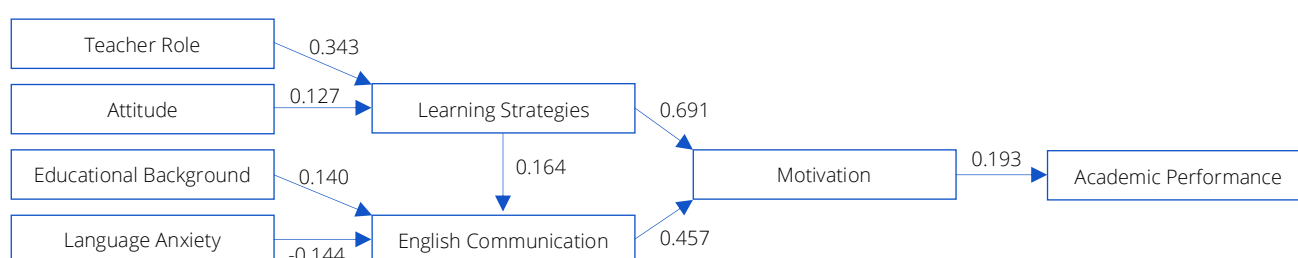 Teacher Role
0.343
Attitude
0.127
Learning Strategies
0.691
0.164
Educational Background
0.140
Motivation
0.193
Academic Performance
Language Anxiety
-0.144
English Communication
0.457